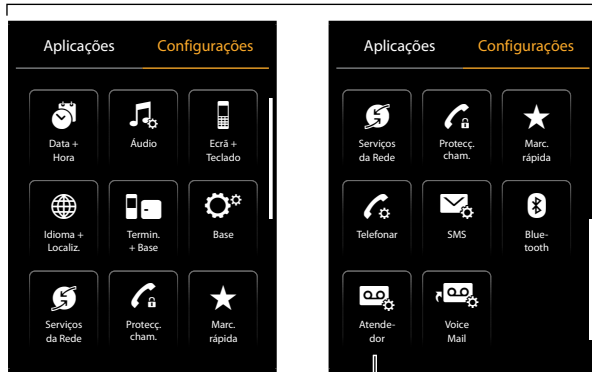 Aplicações Configurações
Data +
Hora
Áudio
Ecrã +
Teclado
Idioma +
Localiz.
Termin.
+ Base
Base
Serviços
da Rede
Protecç.
cham.
Marc.
rápida
Aplicações Configurações
Serviços
da Rede
Protecç.
cham.
Marc.
rápida
Telefonar
SMS
Blue-
tooth
Atende-
dor
Voice
Mail